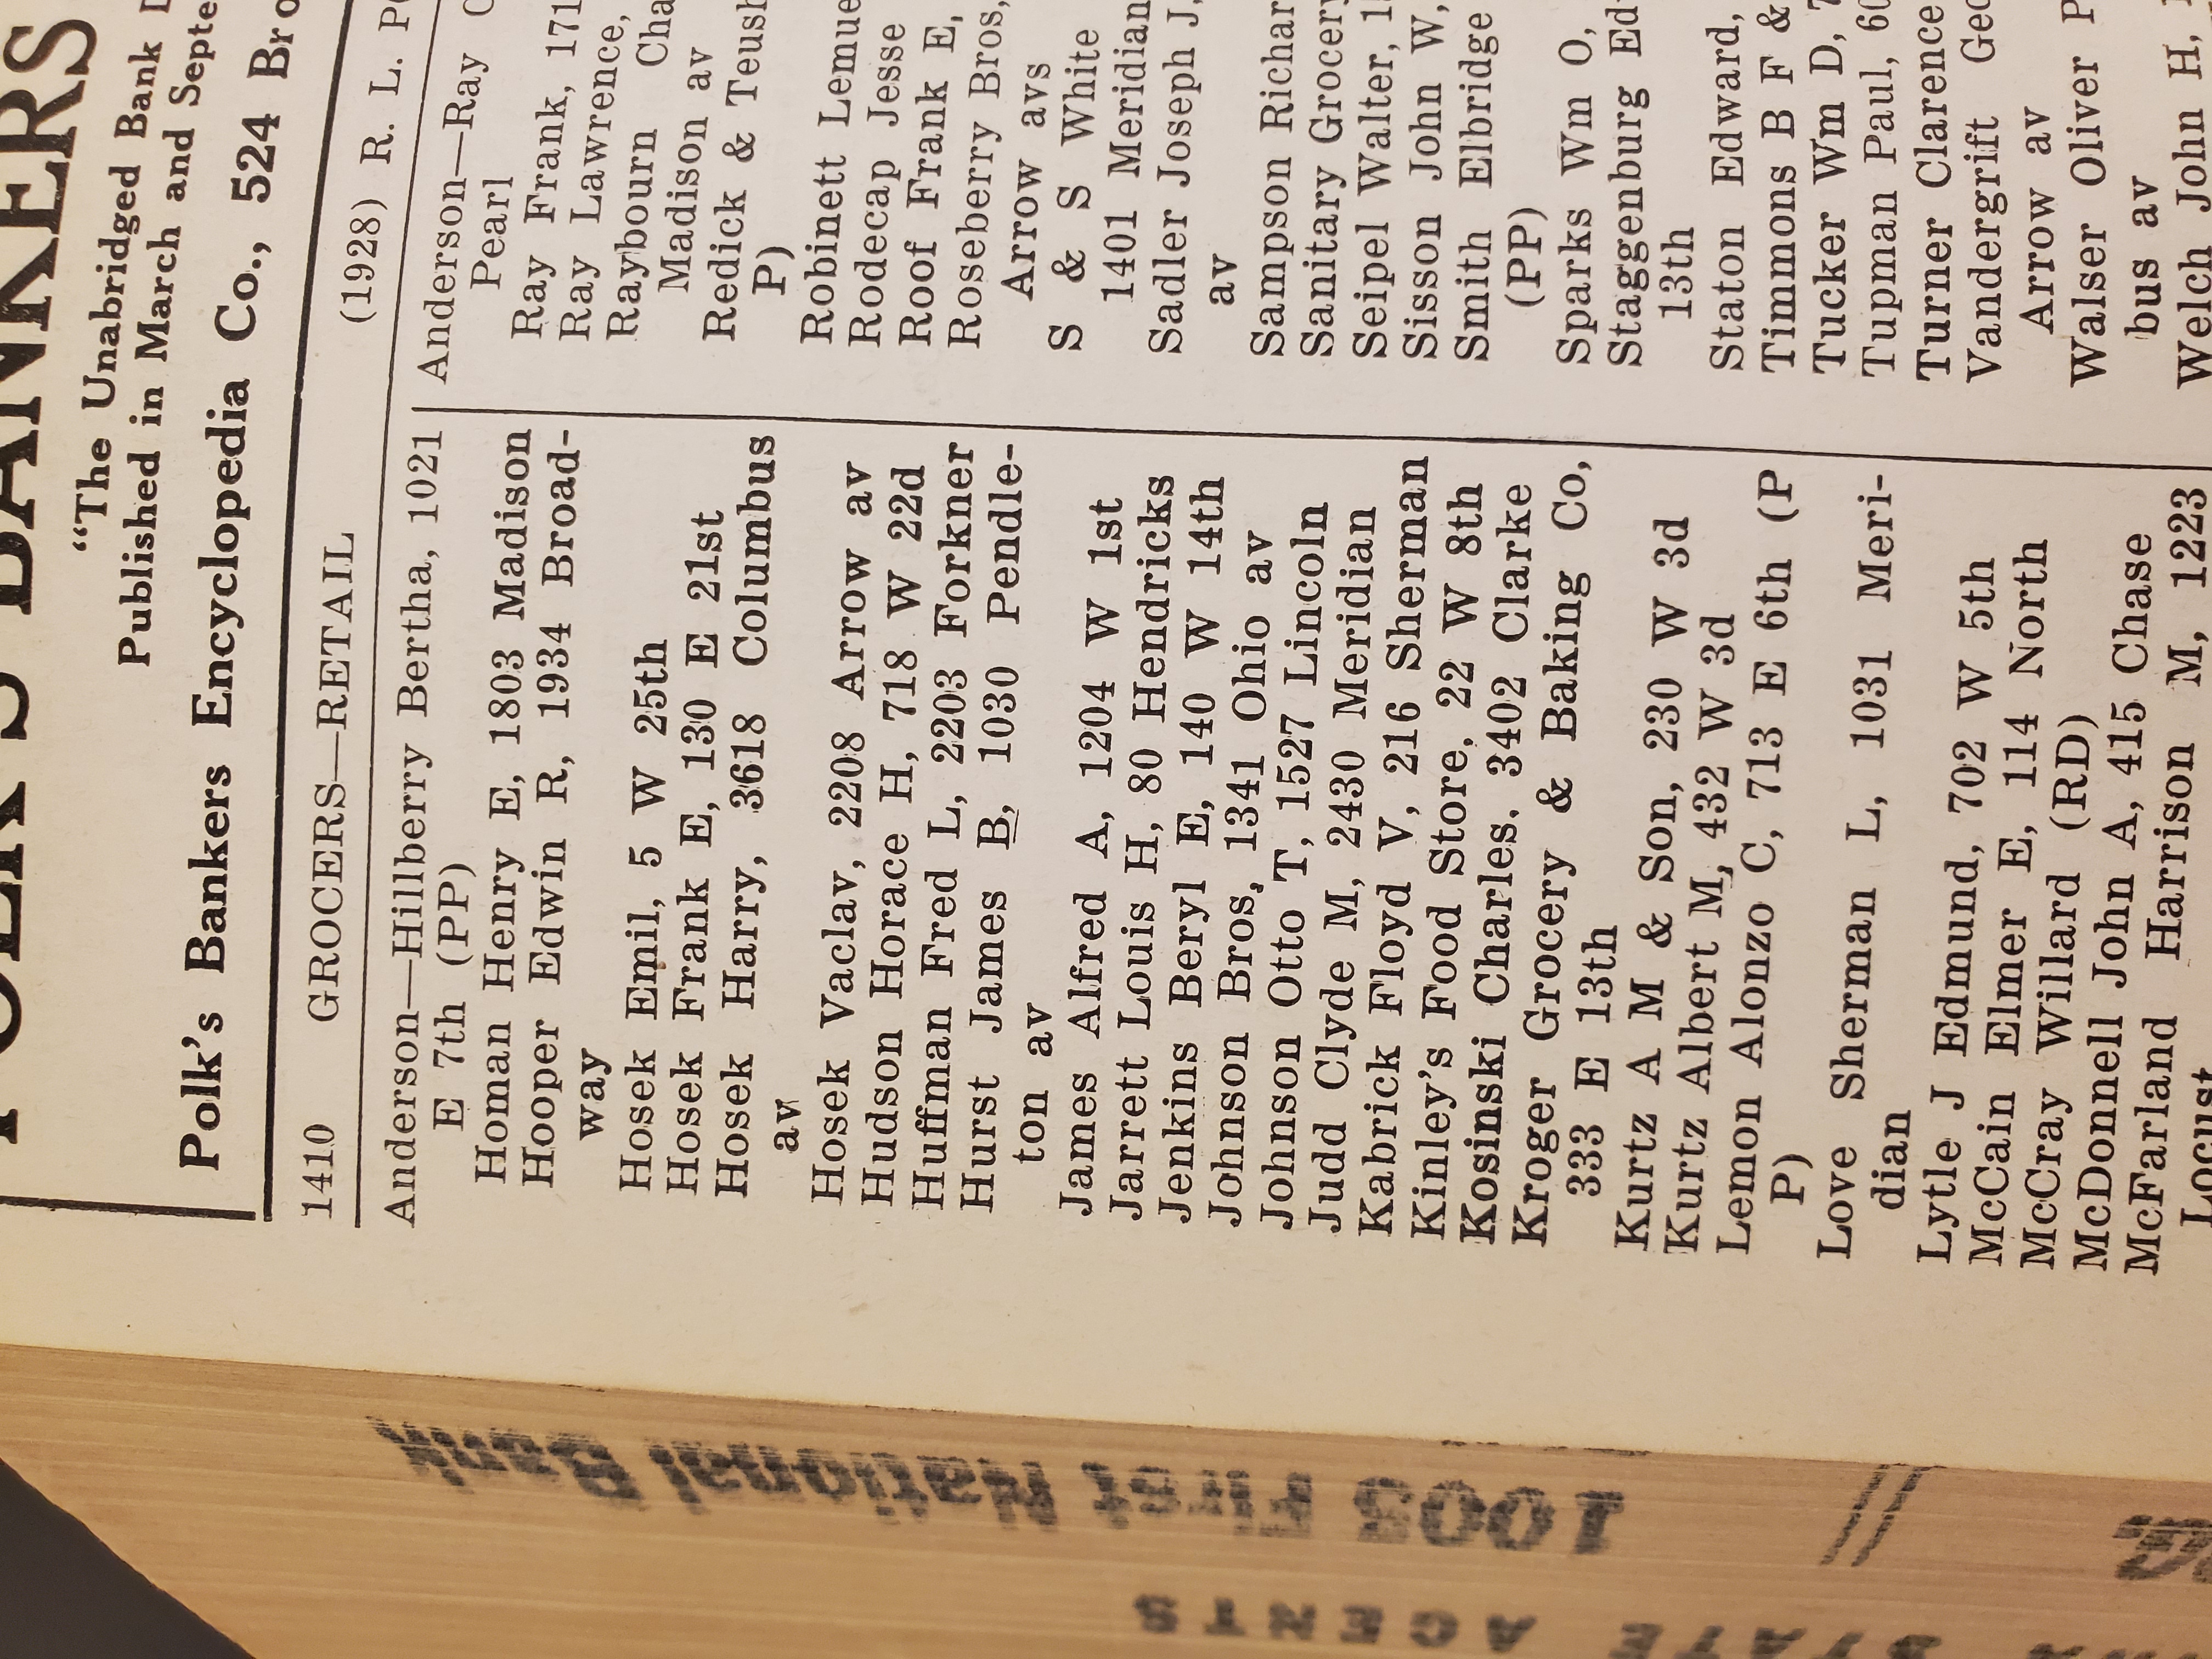 POLK'S BANKERS
"The Unabridged Bank
Published in March and
Polk's Bankers Encyclopedia Co., 524
1410 GROCERS—RETAIL (1928) R. L.
Anderson—Hillberry Bertha, 1021
E 7th (PP)
Homan Henry E, 1803 Madison
Hooper Edwin R, 1934 Broad-
way
Hosek Emil, 5 W 25th
Hosek Frank E, 130 E 21st
Hosek Harry, 3618 Columbus
av
Hosek Vaclav, 2208 Arrow av
Hudson Horace H, 718 W 22d
Huffman Fred L, 2203 Forkner
Hurst James B, 1030 Pendle-
ton av
James Alfred A, 1204 W 1st
Jarrett Louis H, 80 Hendricks
Jenkins Beryl E, 140 W 14th
Johnson Bros, 1341 Ohio av
Johnson Otto T, 1527 Lincoln
Judd Clyde M, 2430 Meridian
Kabrick Floyd V, 216 Sherman
Kinley's Food Store, 22 W 8th
Kosinski Charles, 3402 Clarke
Kroger Grocery & Baking Co,
333 E 13th
Kurtz A M & Son, 230 W 3d
Kurtz Albert M, 432 W 3d
Lemon Alonzo C, 713 E 6th (P
P)
Love Sherman L, 1031 Meri-
dian
Lytle J Edmund, 702 W 5th
McCain Elmer E, 114 North
McCray Willard (RD)
McDonnell John A, 415 Chase
McFarland Harrison M, 1223
Locust
Anderson—Ray
Pearl
Ray Frank, 171
Ray Lawrence,
Raybourn Cha
Madison av
Redick & Teush
P)
Robinett Lemue
Rodecap Jesse
Roof Frank E,
Roseberry Bros,
Arrow avs
S & S White
1401 Meridian
Sadler Joseph J,
av
Sampson Richar
Sanitary Grocery
Seipel Walter,
Sisson John W,
Smith Elbridge
(PP)
Sparks Wm O,
Staggenburg Ed
13th
Staton Edward,
Timmons B F &
Tucker Wm D, 7
Tupman Paul, 60
Turner Clarence
Vandergrift Geo
Arrow av
Walser Oliver P
bus av
Welch John H,
1003 First National Bank
STATE AGENTS